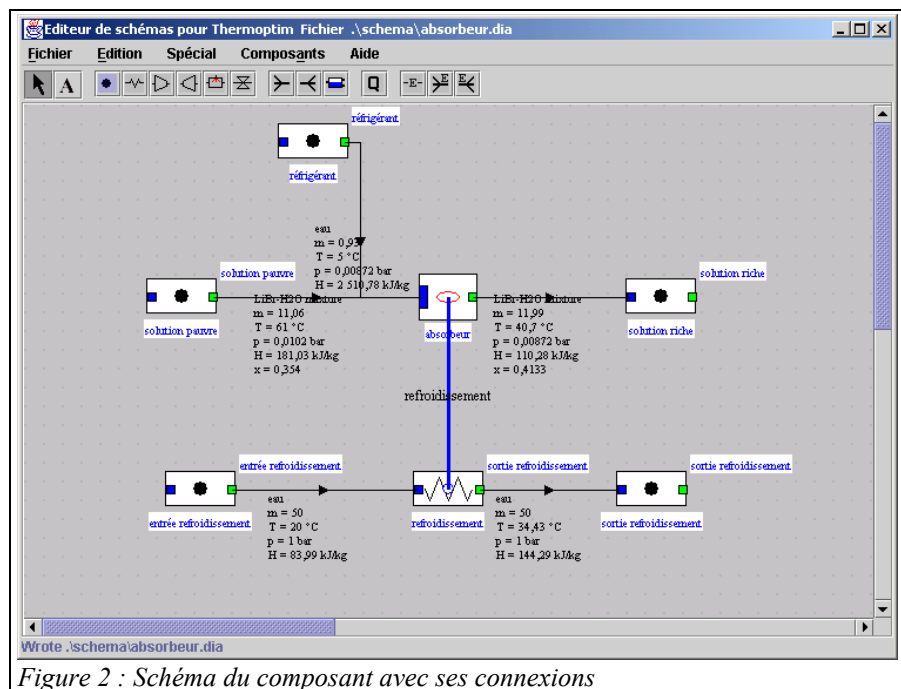 Editeur de schémas pour Thermoptim Fichier .\schema\absorbeur.dia
Fichier Edition Spécial Composants Aide
A Q -E- E E
réfrigérant
réfrigérant
eau
m = 0,93
T = 5 °C
p = 0,00872 bar
H = 2 510,78 kJ/kg
solution pauvre
solution pauvre
LiBr-H2O mixture
m = 11,06
T = 61 °C
p = 0,0102 bar
H = 181,03 kJ/kg
x = 0,354
absorbeur
LiBr-H2O mixture
m = 11,99
T = 40,7 °C
p = 0,00872 bar
H = 110,28 kJ/kg
x = 0,4133
solution riche
solution riche
refroidissement
entrée refroidissement
entrée refroidissement
eau
m = 50
T = 20 °C
p = 1 bar
H = 83,99 kJ/kg
sortie refroidissement
refroidissement
eau
m = 50
T = 34,43 °C
p = 1 bar
H = 144,29 kJ/kg
sortie refroidissement
sortie refroidissement
Wrote .\schema\absorbeur.dia
Figure 2 : Schéma du composant avec ses connexions